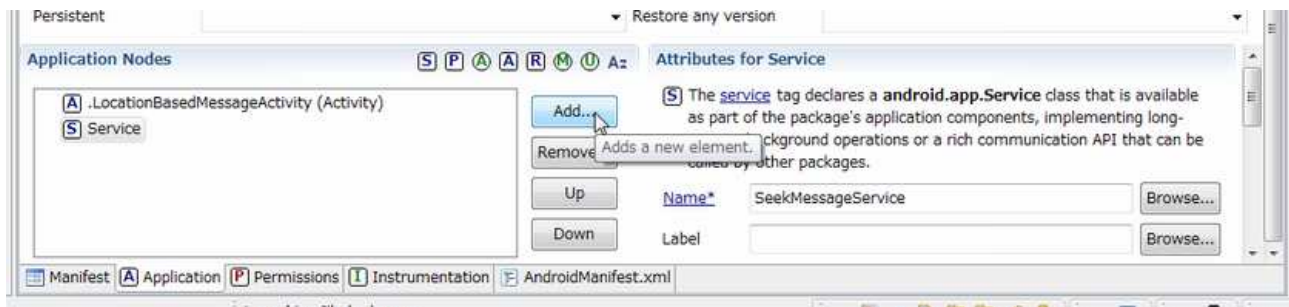 Persistent
Restore any version
Application Nodes
S P A A R M U Az
Attributes for Service
A .LocationBasedMessageActivity (Activity)
S Service
Add...
Remove
Up
Down
Adds a new element.
S The service tag declares a android.app.Service class that is available
as part of the package's application components, implementing long-
ckground operations or a rich communication API that can be
called by other packages.
Name* SeekMessageService Browse...
Label Browse...
Manifest A Application P Permissions I Instrumentation F AndroidManifest.xml